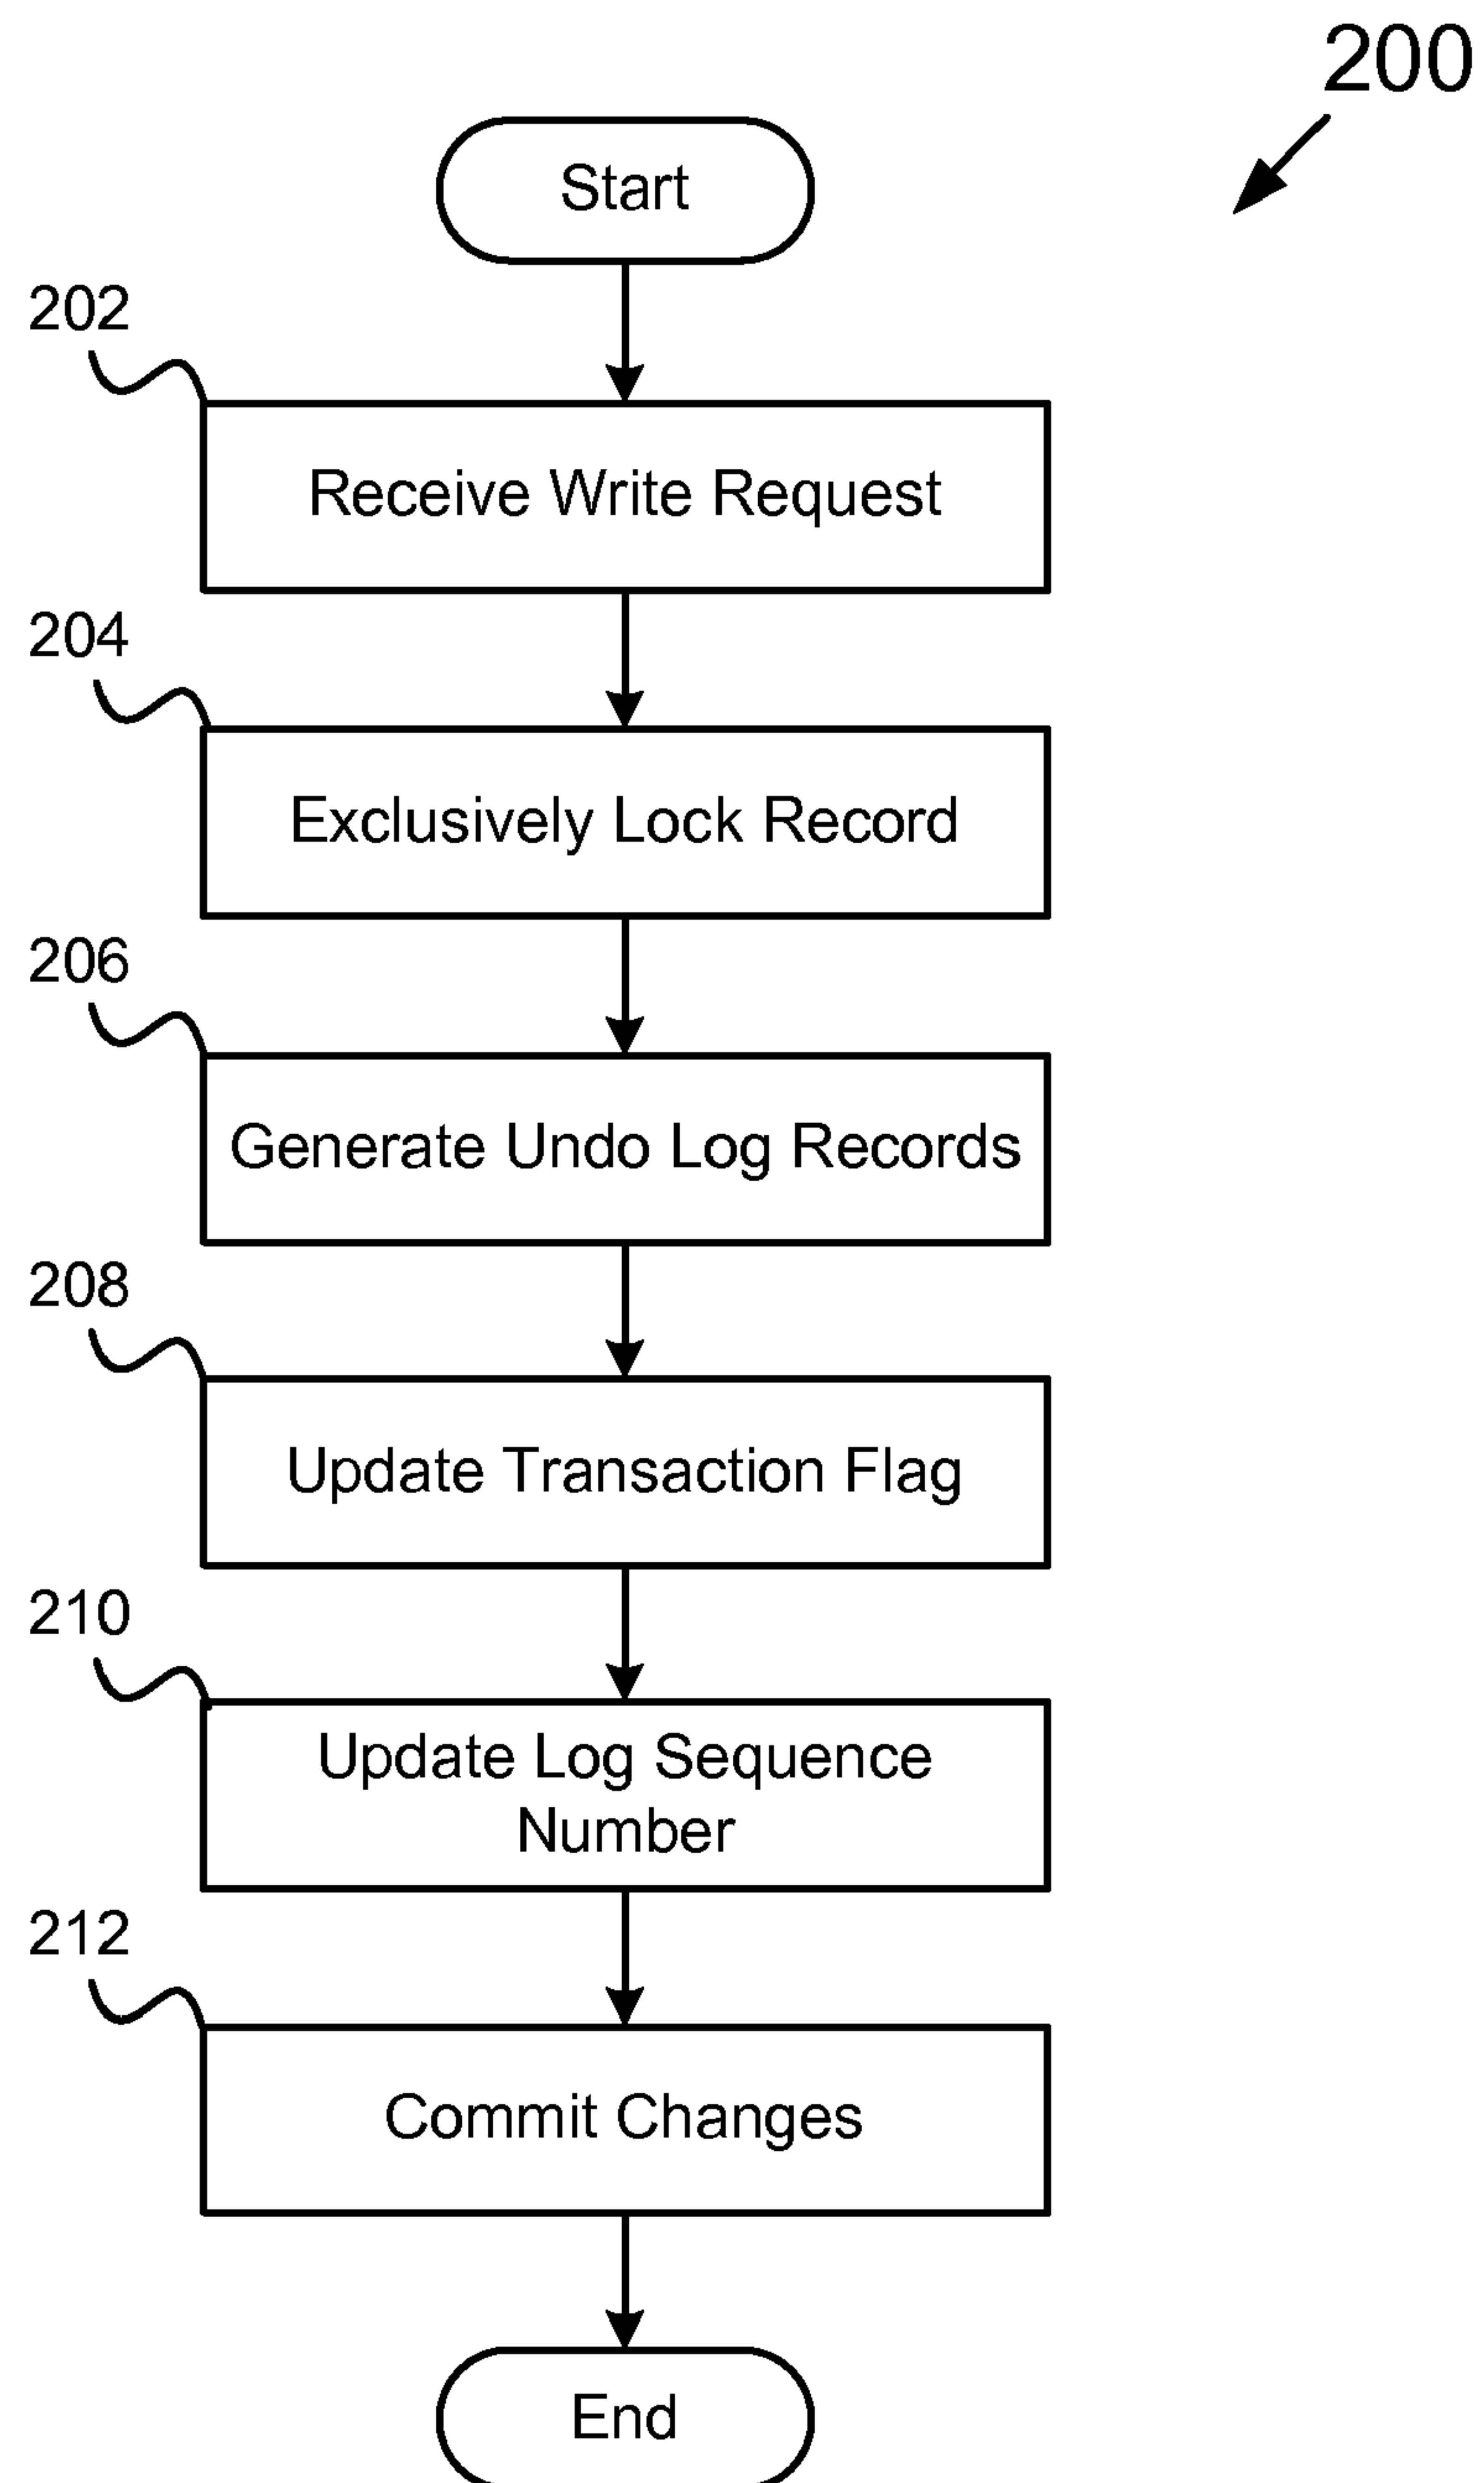 200
Start
202
Receive Write Request
204
Exclusively Lock Record
206
Generate Undo Log Records
208
Update Transaction Flag
210
Update Log Sequence
Number
212
Commit Changes
End